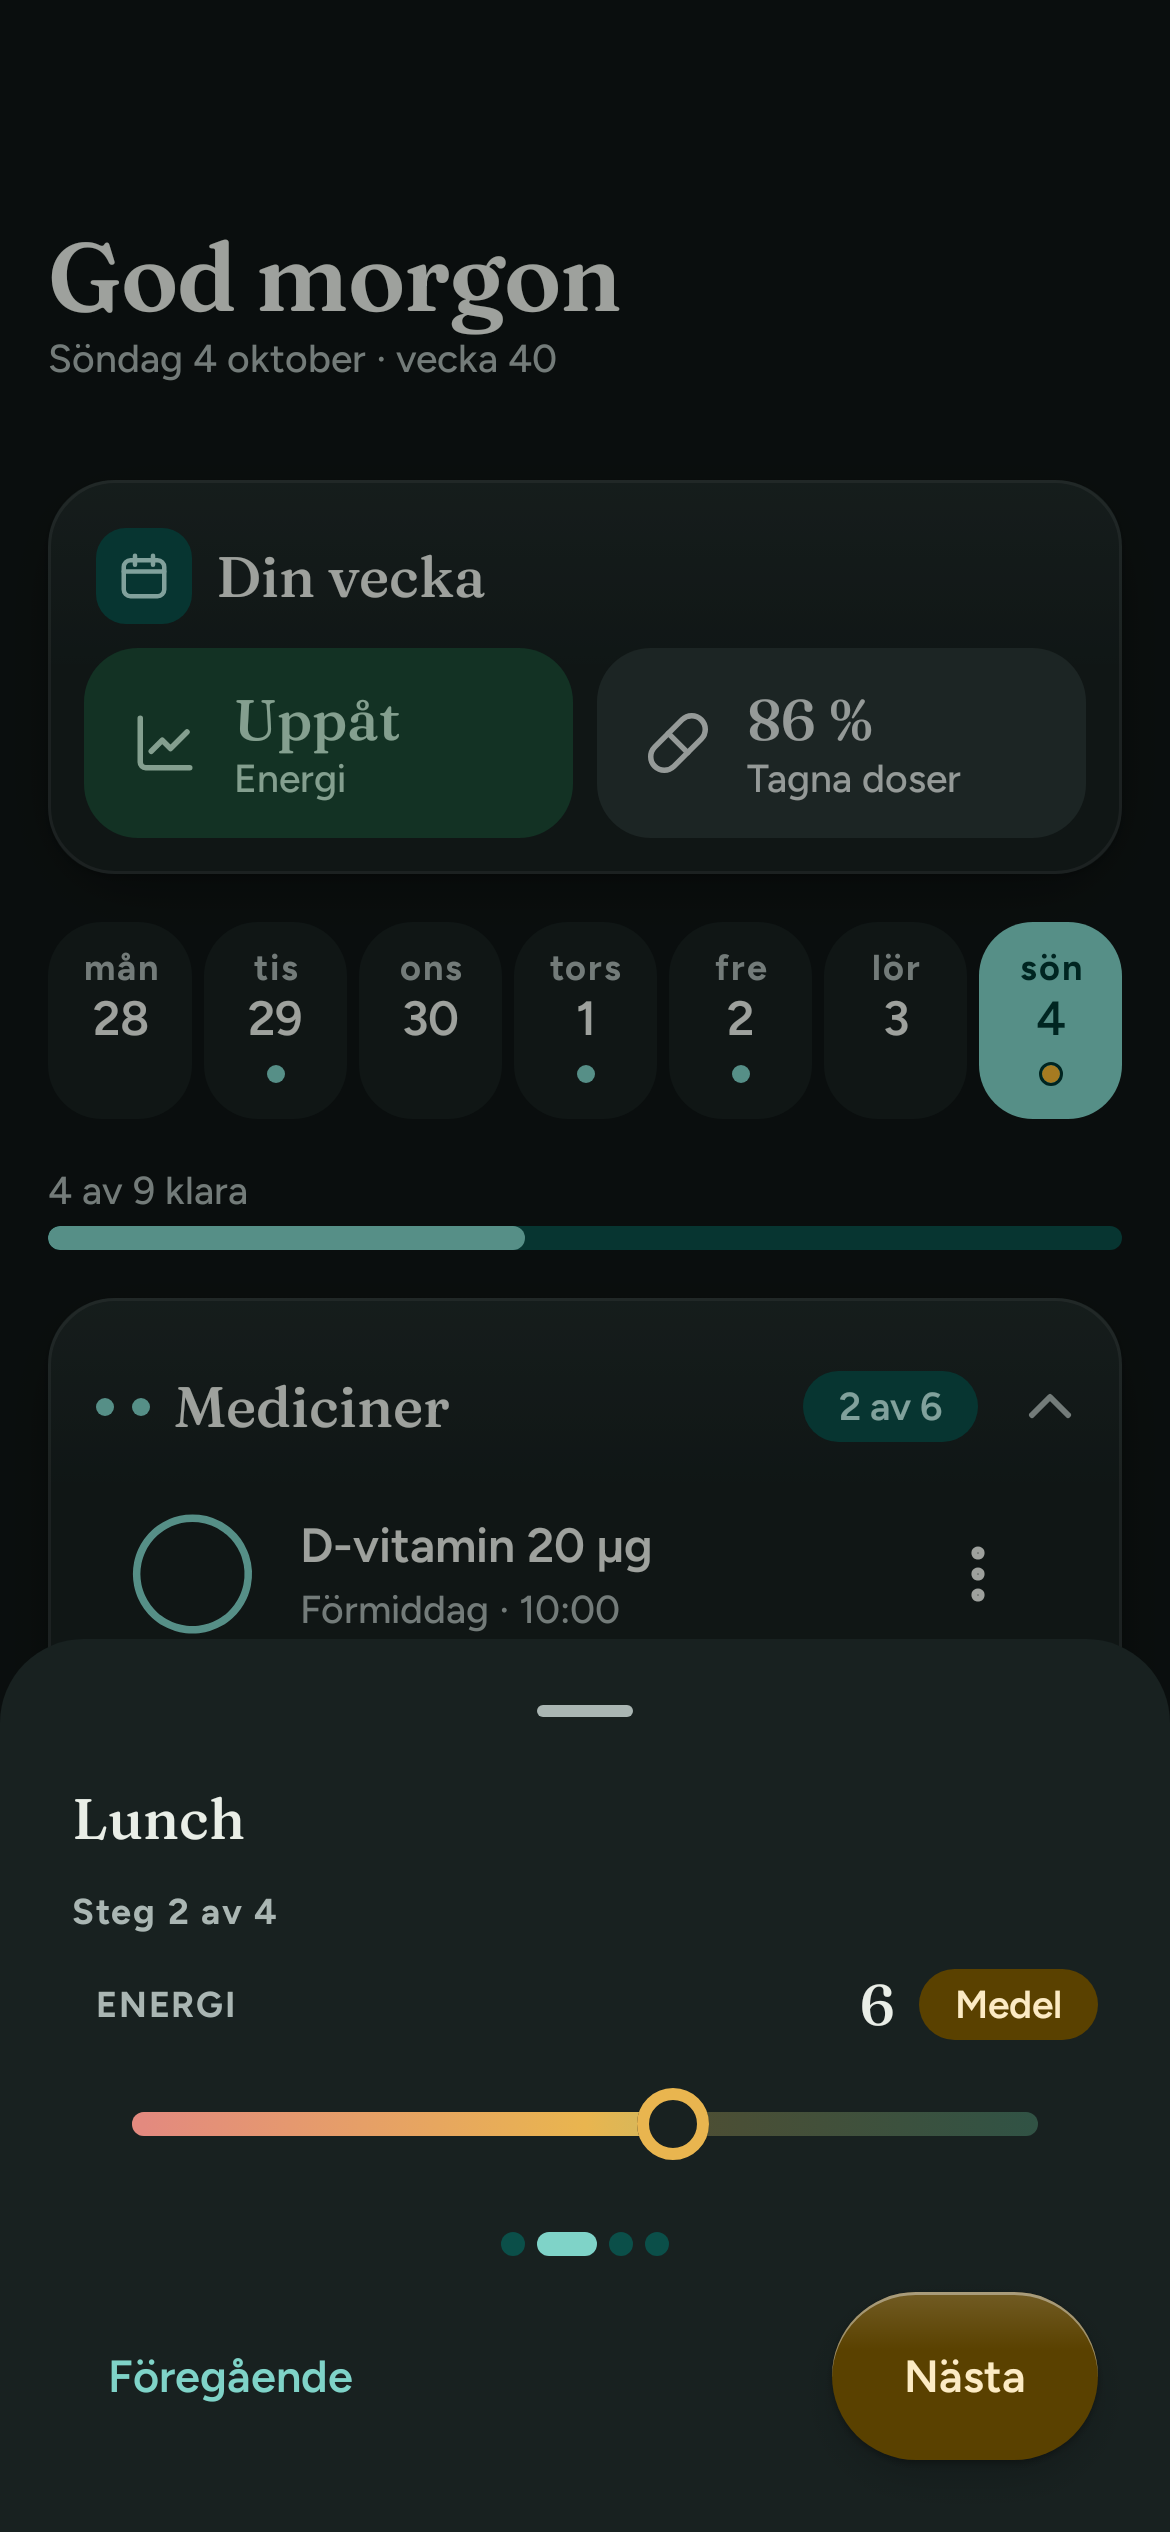 God morgon
Söndag 4 oktober · vecka 40
Din vecka
Uppåt
Energi
86 %
Tagna doser
mån tis ons tors fre lör sön
28 29 30 1 2 3 4
4 av 9 klara
Mediciner
2 av 6
D-vitamin 20 µg
Förmiddag · 10:00
Lunch
Steg 2 av 4
ENERGI
6
Medel
Föregående
Nästa